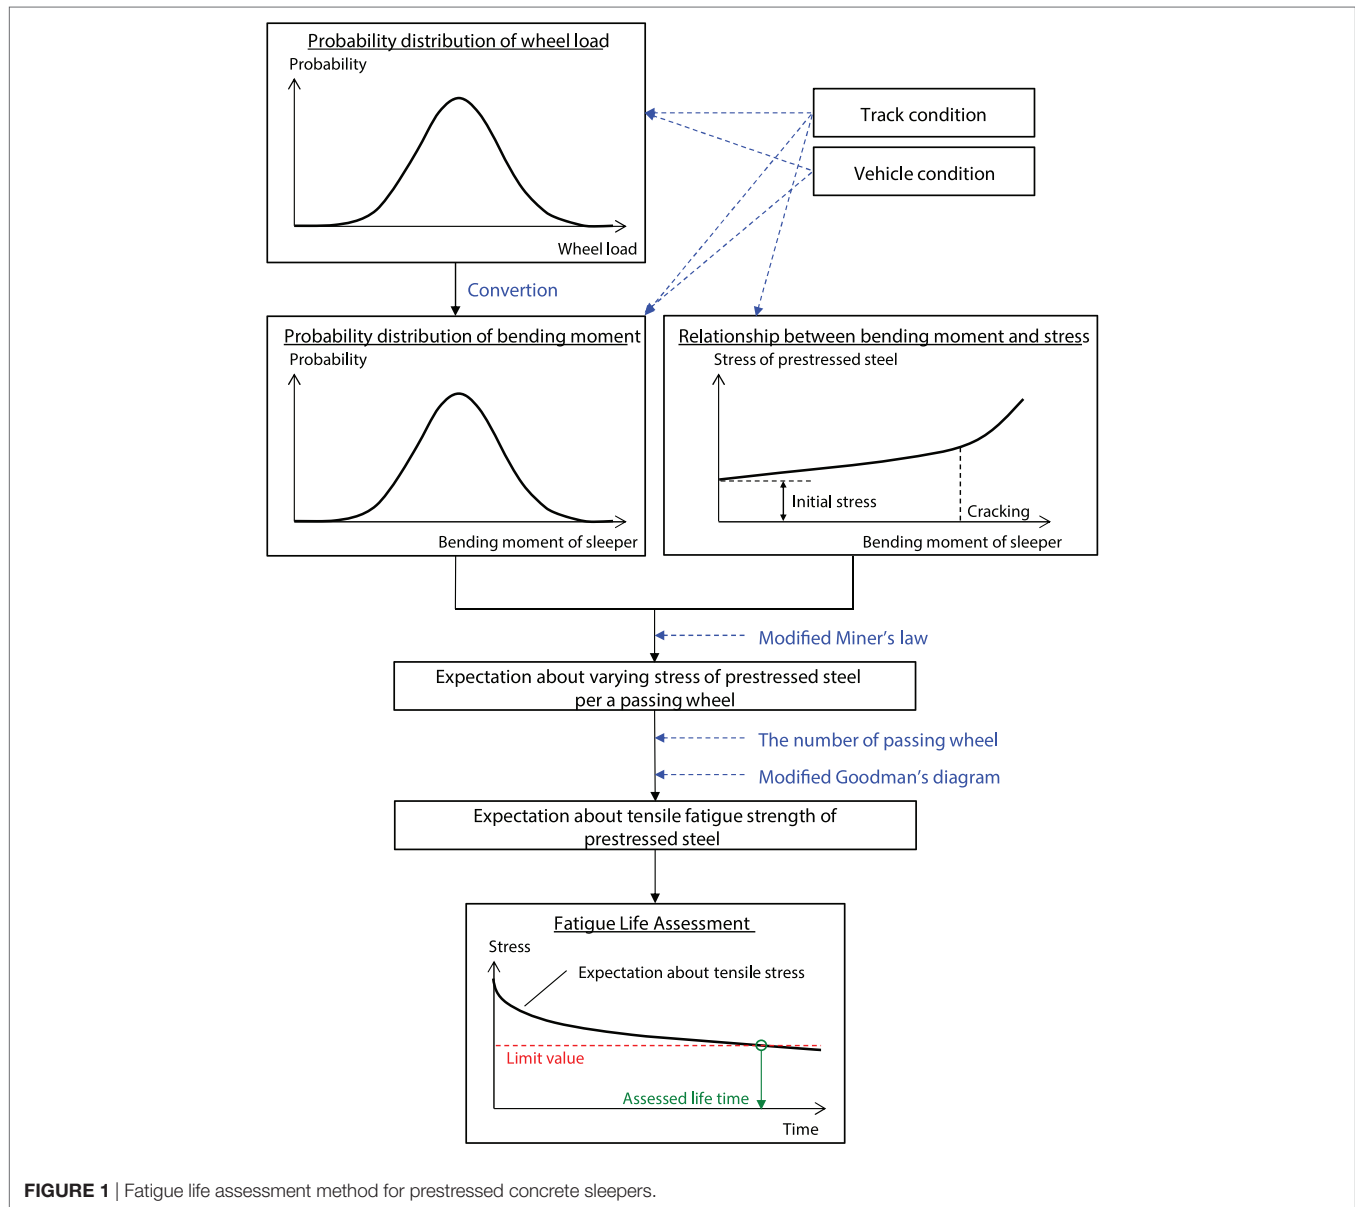 Probability distribution of wheel load
Probability
Wheel load
Track condition
Vehicle condition
Convertion
Probability distribution of bending moment
Probability
Bending moment of sleeper
Relationship between bending moment and stress
Stress of prestressed steel
Initial stress
Cracking
Bending moment of sleeper
Modified Miner’s law
Expectation about varying stress of prestressed steel
per a passing wheel
The number of passing wheel
Modified Goodman’s diagram
Expectation about tensile fatigue strength of
prestressed steel
Fatigue Life Assessment
Stress
Expectation about tensile stress
Limit value
Assessed life time
Time
FIGURE 1 | Fatigue life assessment method for prestressed concrete sleepers.